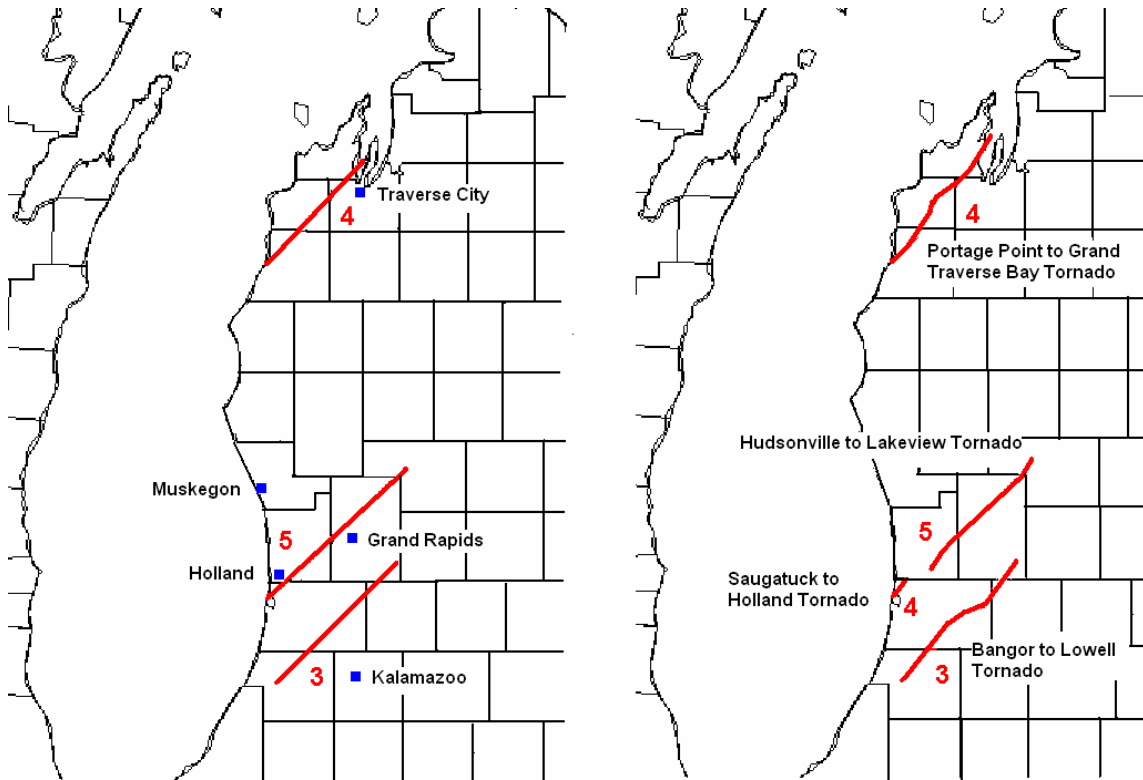 Traverse City
4
Muskegon
5
Grand Rapids
Holland
3
Kalamazoo
4
Portage Point to Grand
Traverse Bay Tornado
Hudsonville to Lakeview Tornado
5
Saugatuck to
Holland Tornado
4
Bangor to Lowell
Tornado
3